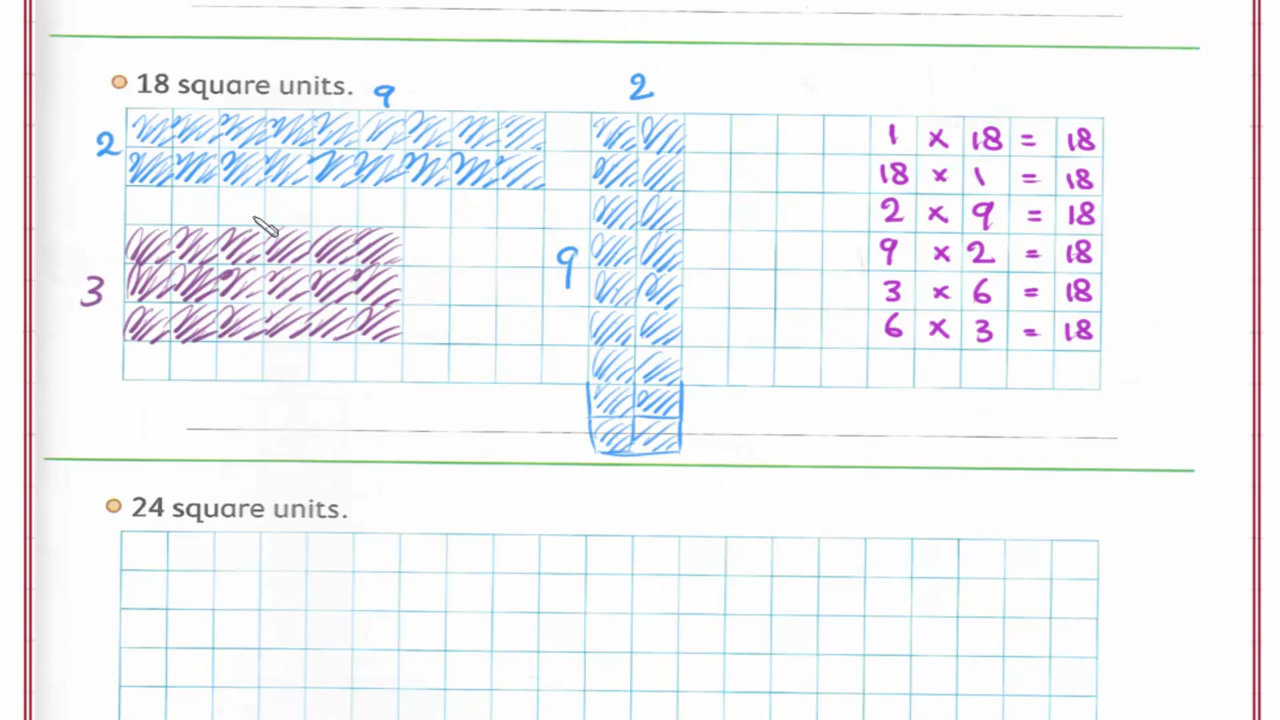 18 square units.
9
2
2
3
9
1 × 18 = 18
18 × 1 = 18
2 × 9 = 18
9 × 2 = 18
3 × 6 = 18
6 × 3 = 18
24 square units.